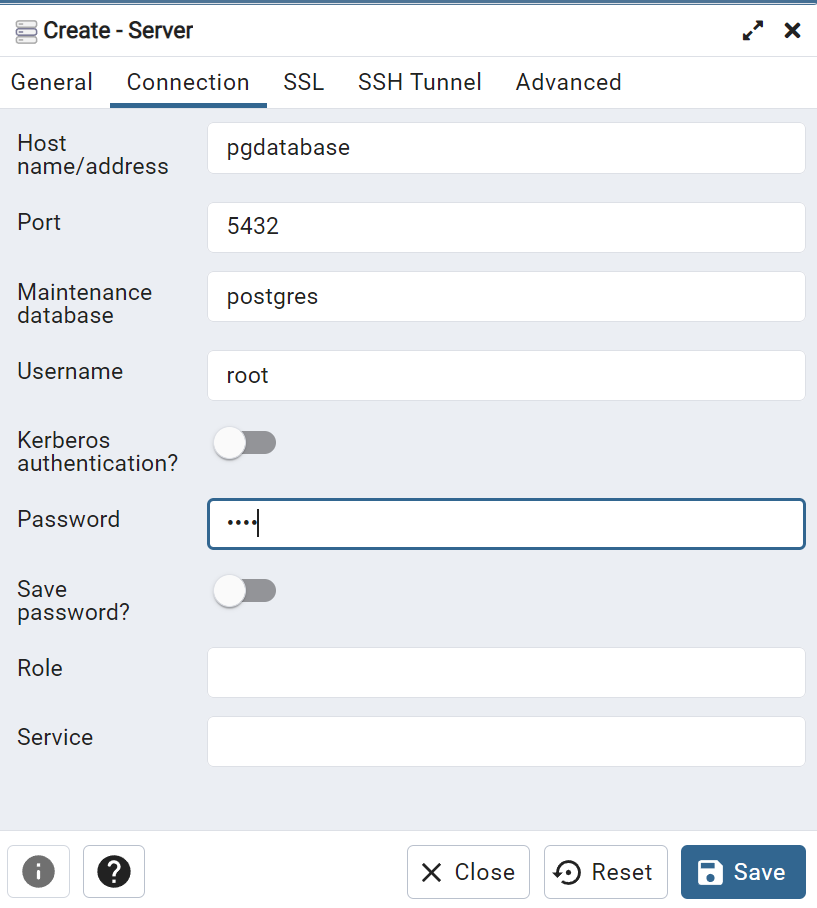 Create - Server
General Connection SSL SSH Tunnel Advanced
Host
name/address
pgdatabase
Port
5432
Maintenance
database
postgres
Username
root
Kerberos
authentication?
Password
••••
Save
password?
Role
Service
Close Reset Save